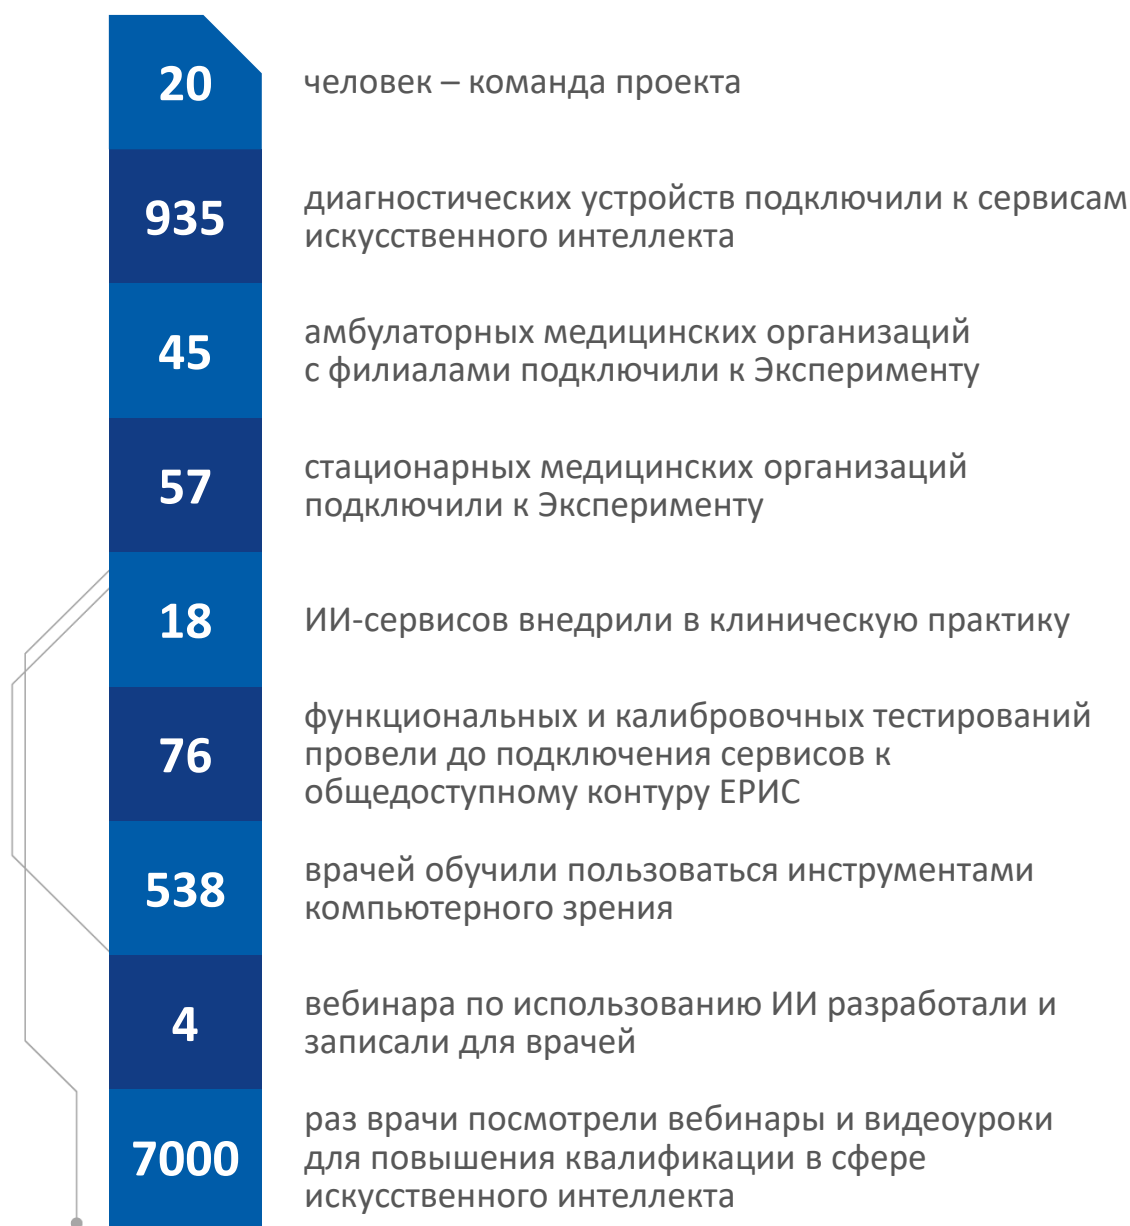 20
человек – команда проекта
935
диагностических устройств подключили к сервисам
искусственного интеллекта
45
амбулаторных медицинских организаций
с филиалами подключили к Эксперименту
57
стационарных медицинских организаций
подключили к Эксперименту
18
ИИ-сервисов внедрили в клиническую практику
76
функциональных и калибровочных тестирований
провели до подключения сервисов к
общедоступному контуру ЕРИС
538
врачей обучили пользоваться инструментами
компьютерного зрения
4
вебинара по использованию ИИ разработали и
записали для врачей
7000
раз врачи посмотрели вебинары и видеоуроки
для повышения квалификации в сфере
искусственного интеллекта